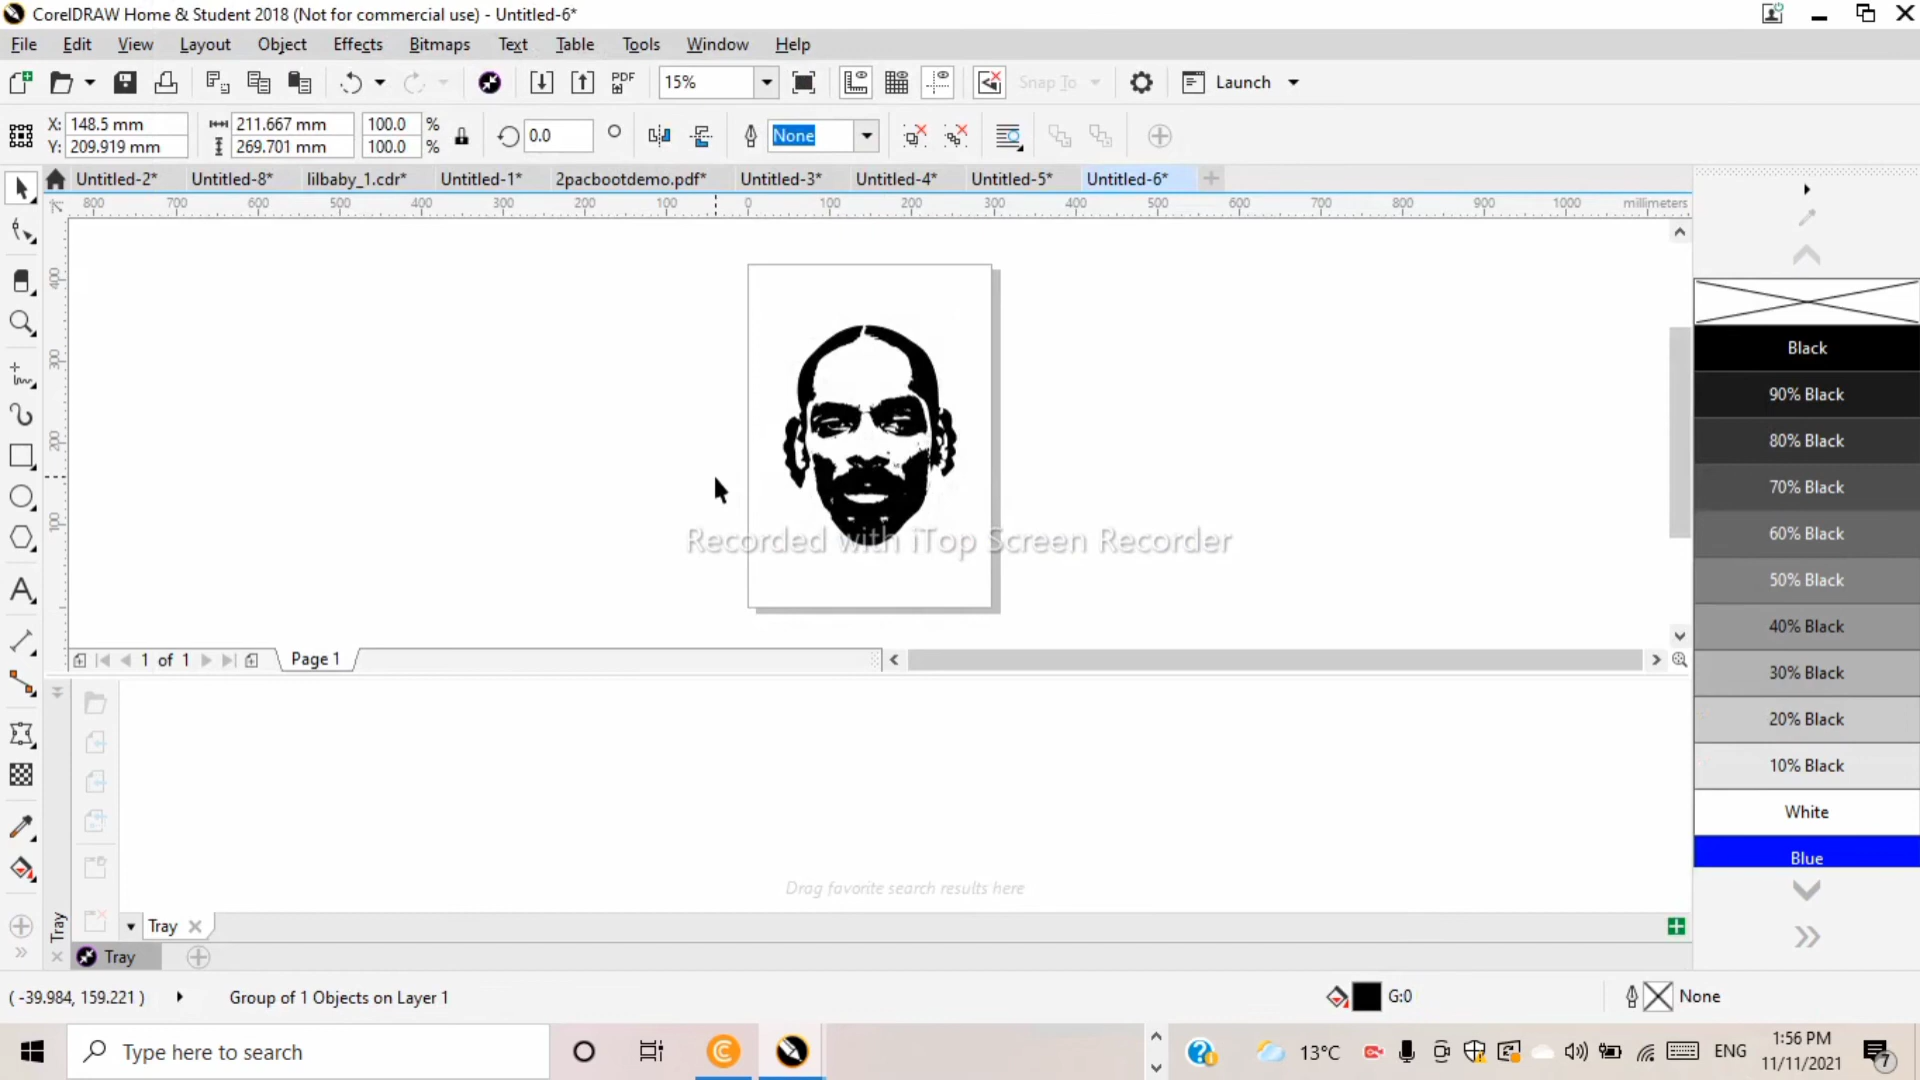 CorelDRAW Home & Student 2018 (Not for commercial use) - Untitled-6*
File Edit View Layout Object Effects Bitmaps Text Table Tools Window Help
PDF 15% Snap To Launch
X: 148.5 mm 211.667 mm 100.0 % 0.0 ° None
Y: 209.919 mm 269.701 mm 100.0 %
Untitled-2* Untitled-8* lilbaby_1.cdr* Untitled-1* 2pacbootdemo.pdf* Untitled-3* Untitled-4* Untitled-5* Untitled-6*
800 700 600 500 400 300 200 100 0 100 200 300 400 500 600 700 800 900 1000 millimeters
400
300
200
100
Black
90% Black
80% Black
70% Black
60% Black
50% Black
40% Black
30% Black
20% Black
10% Black
White
Blue
Recorded with iTop Screen Recorder
1 of 1 Page 1
Drag favorite search results here
Tray
Tray
Tray
( -39.984, 159.221 ) Group of 1 Objects on Layer 1 G:0 None
Type here to search 13°C ENG 1:56 PM
11/11/2021 7